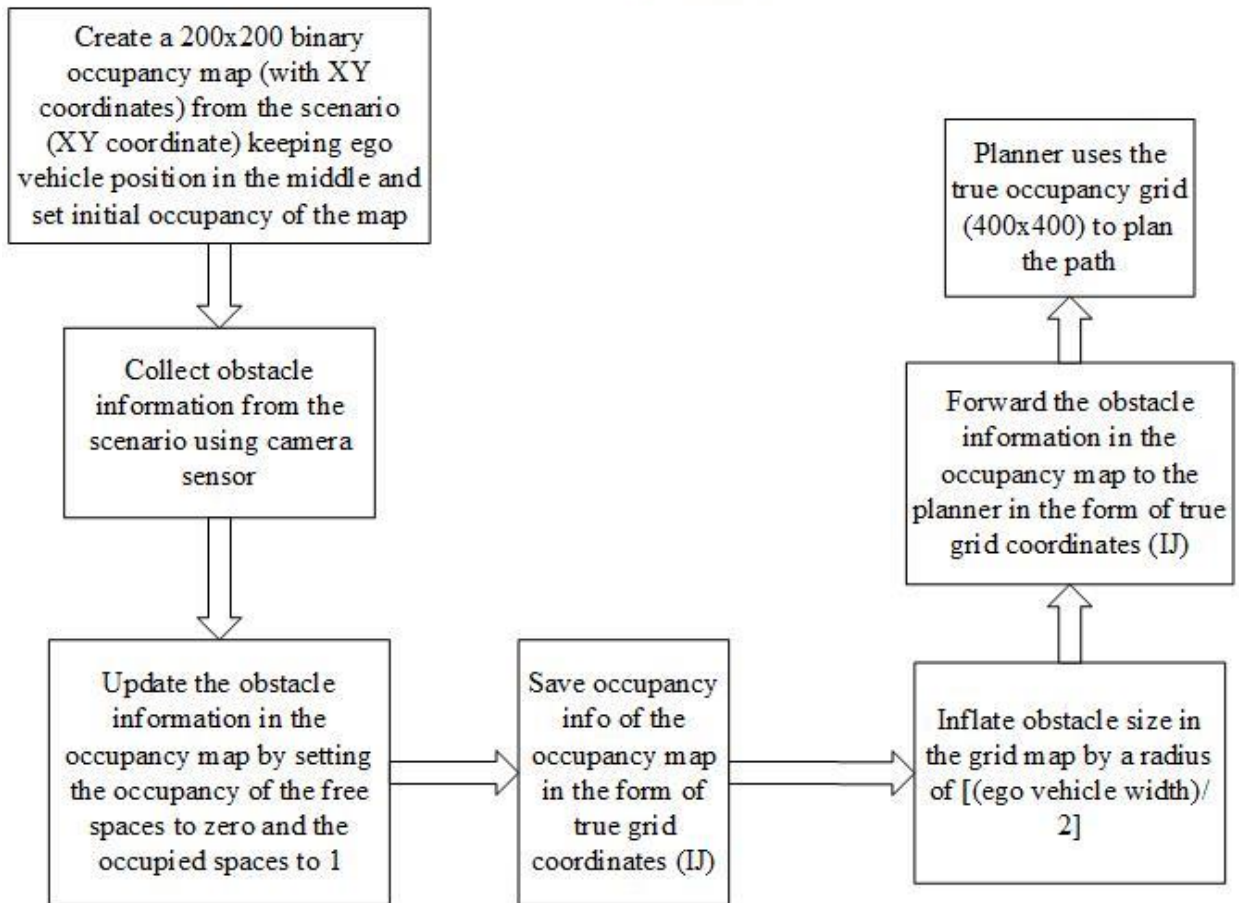 Create a 200x200 binary
occupancy map (with XY
coordinates) from the scenario
(XY coordinate) keeping ego
vehicle position in the middle and
set initial occupancy of the map
Collect obstacle
information from the
scenario using camera
sensor
Update the obstacle
information in the
occupancy map by setting
the occupancy of the free
spaces to zero and the
occupied spaces to 1
Save occupancy
info of the
occupancy map
in the form of
true grid
coordinates (IJ)
Inflate obstacle size in
the grid map by a radius
of [(ego vehicle width)/
2]
Forward the obstacle
information in the
occupancy map to the
planner in the form of true
grid coordinates (IJ)
Planner uses the
true occupancy grid
(400x400) to plan
the path